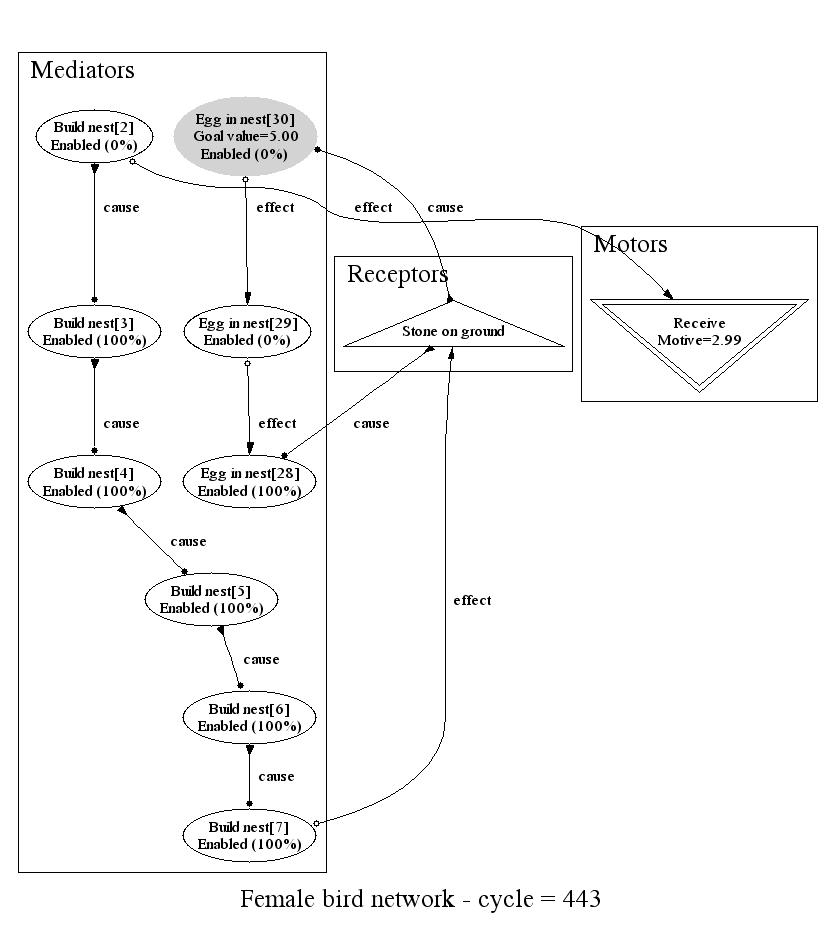 Mediators
Build nest[2]
Enabled (0%)
Egg in nest[30]
Goal value=5.00
Enabled (0%)
cause
effect
effect
cause
Motors
Receptors
Build nest[3]
Enabled (100%)
Egg in nest[29]
Enabled (0%)
Stone on ground
Receive
Motive=2.99
cause
effect
cause
Build nest[4]
Enabled (100%)
Egg in nest[28]
Enabled (100%)
cause
Build nest[5]
Enabled (100%)
effect
cause
Build nest[6]
Enabled (100%)
cause
Build nest[7]
Enabled (100%)
Female bird network - cycle = 443